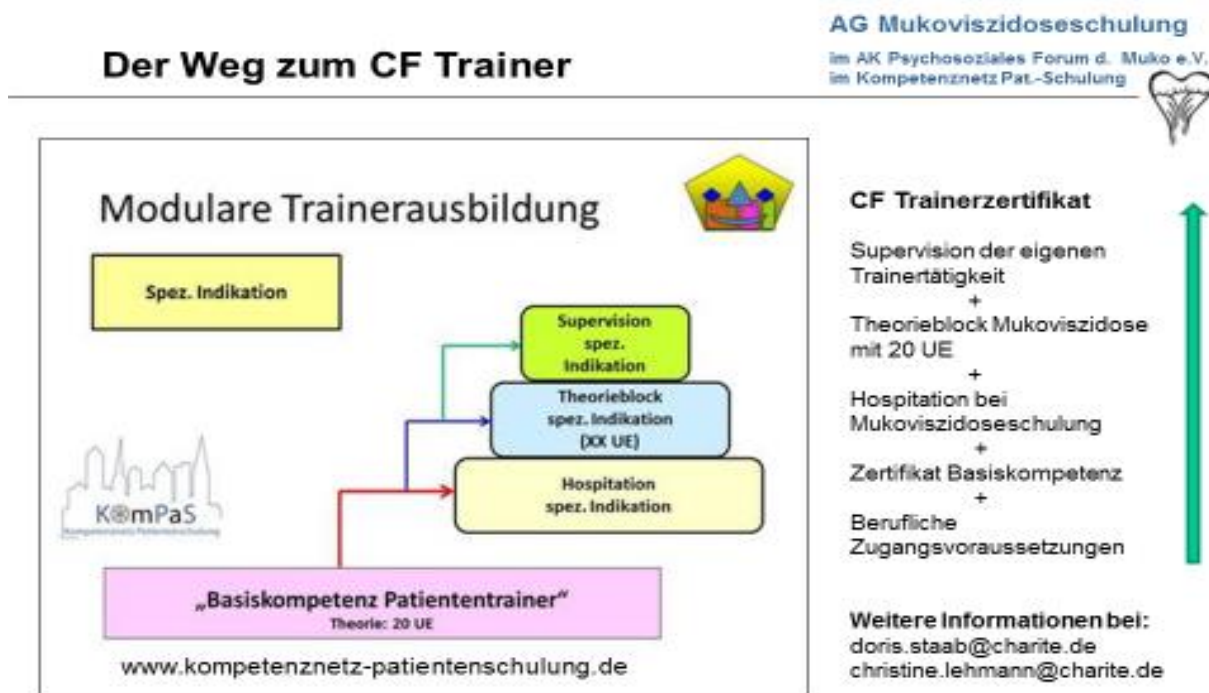 Der Weg zum CF Trainer
AG Mukoviszidoseschulung
im AK Psychosoziales Forum d. Muko e.V.
im Kompetenznetz Pat.-Schulung
Modulare Trainerausbildung
Spez. Indikation
Supervision
spez.
Indikation
Theorieblock
spez. Indikation
(XX UE)
Hospitation
spez. Indikation
K@mPaS
Kompetenznetz Patientenschulung
„Basiskompetenz Patiententrainer“
Theorie: 20 UE
www.kompetenznetz-patientenschulung.de
CF Trainerzertifikat
Supervision der eigenen
Trainertätigkeit
+
Theorieblock Mukoviszidose
mit 20 UE
+
Hospitation bei
Mukoviszidoseschulung
+
Zertifikat Basiskompetenz
+
Berufliche
Zugangsvoraussetzungen
Weitere Informationen bei:
doris.staab@charite.de
christine.lehmann@charite.de